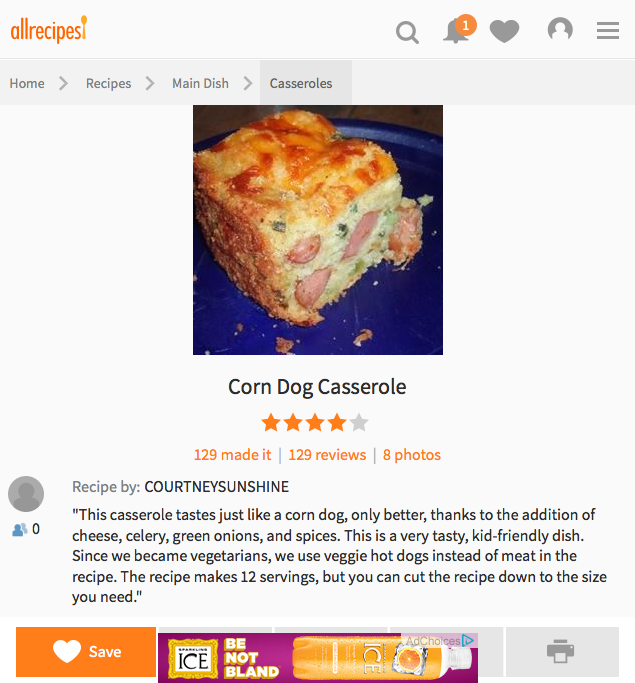 allrecipes
1
Home
Recipes
Main Dish
Casseroles
Corn Dog Casserole
129 made it | 129 reviews | 8 photos
Recipe by: COURTNEYSUNSHINE
0
"This casserole tastes just like a corn dog, only better, thanks to the addition of
cheese, celery, green onions, and spices. This is a very tasty, kid-friendly dish.
Since we became vegetarians, we use veggie hot dogs instead of meat in the
recipe. The recipe makes 12 servings, but you can cut the recipe down to the size
you need."
Save
SPARKLING
ICE
BE
NOT
BLAND
ICE
AdChoices